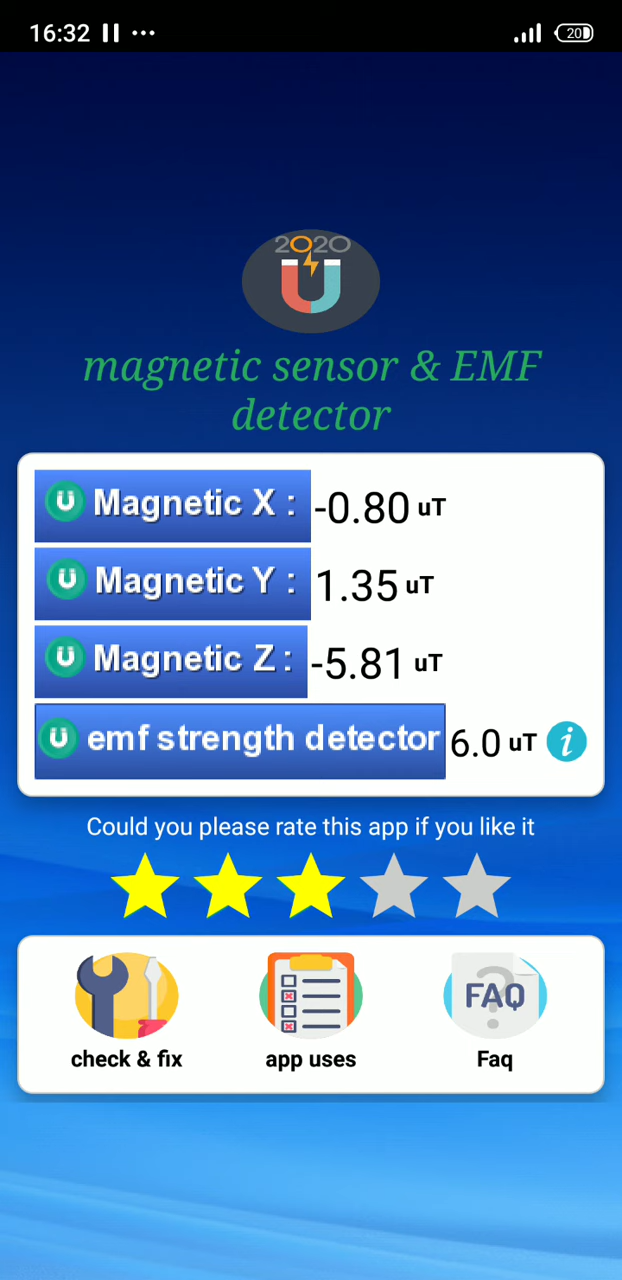 16:32
20
2020
magnetic sensor & EMF
detector
Magnetic X : -0.80 uT
Magnetic Y : 1.35 uT
Magnetic Z : -5.81 uT
emf strength detector 6.0 uT i
Could you please rate this app if you like it
FAQ
check & fix app uses Faq